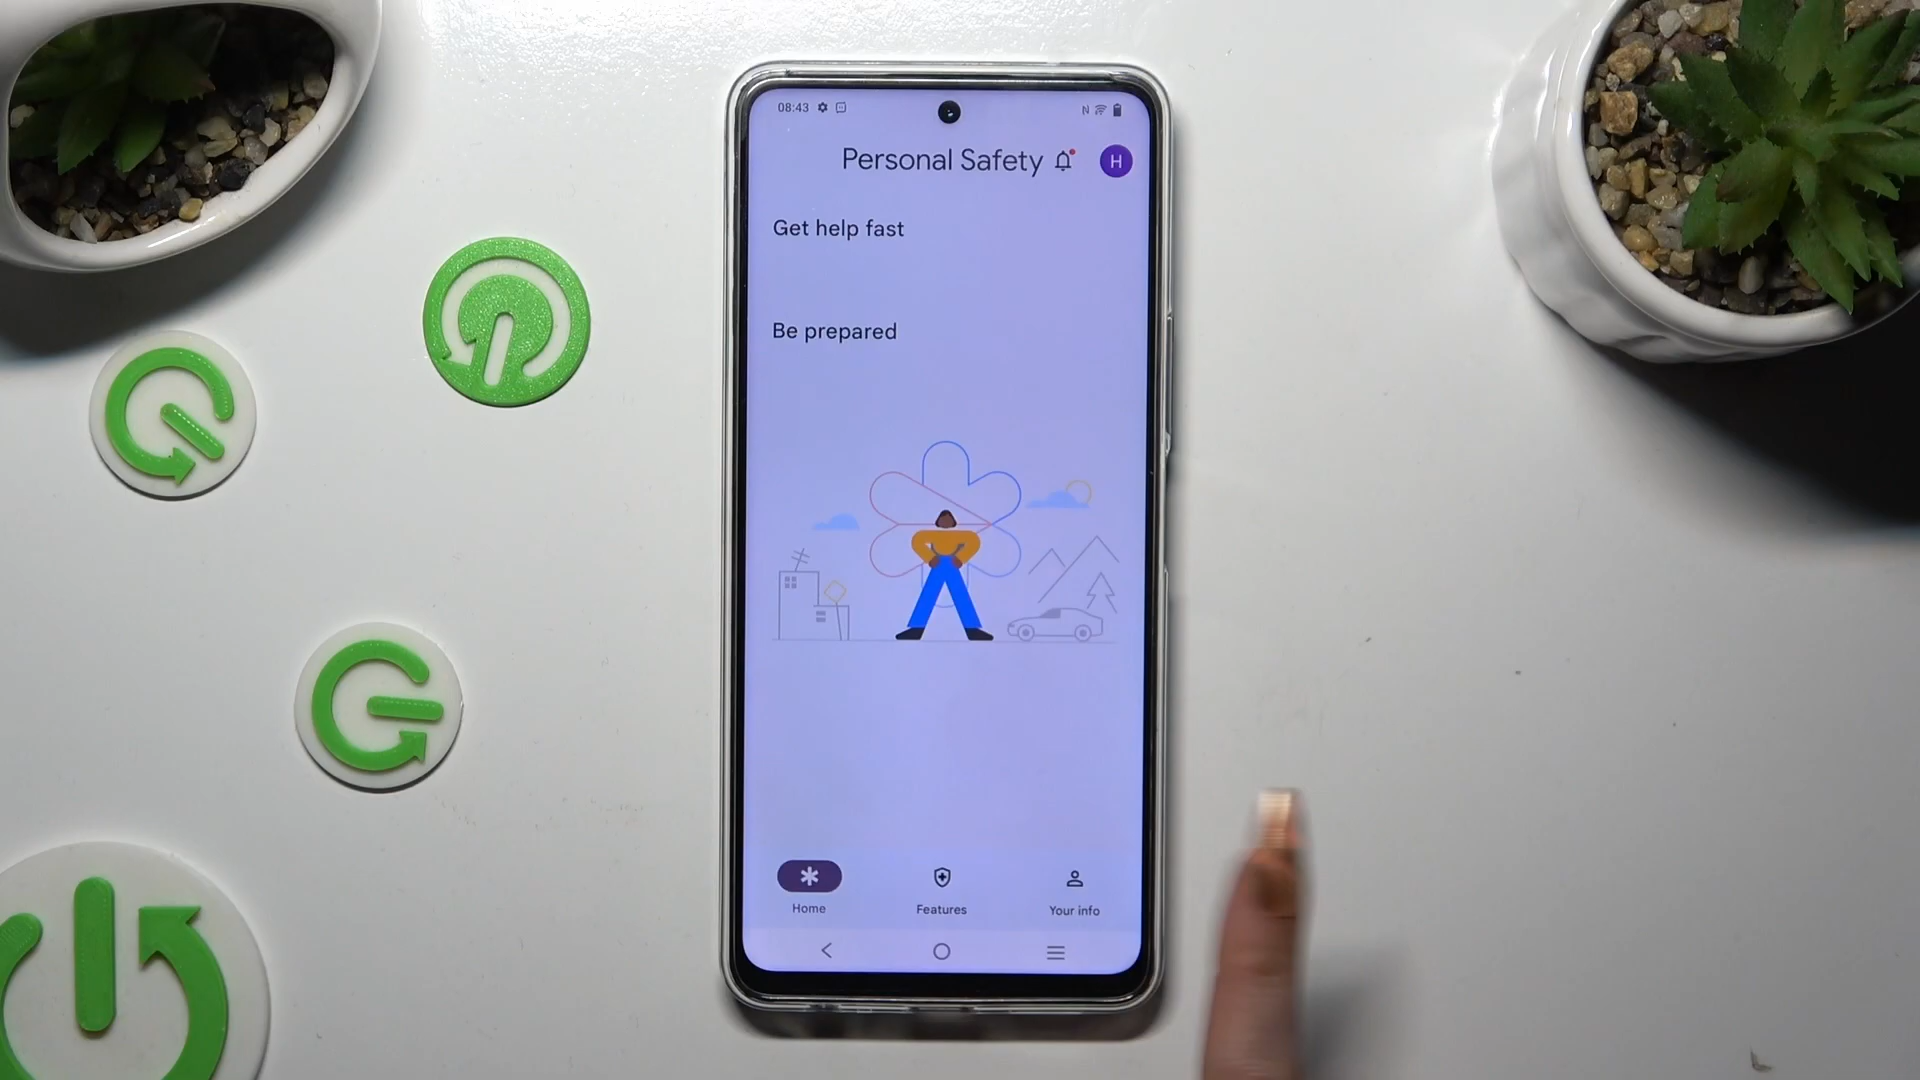 08:43
Personal Safety
H
Get help fast
Be prepared
Home
Features
Your info